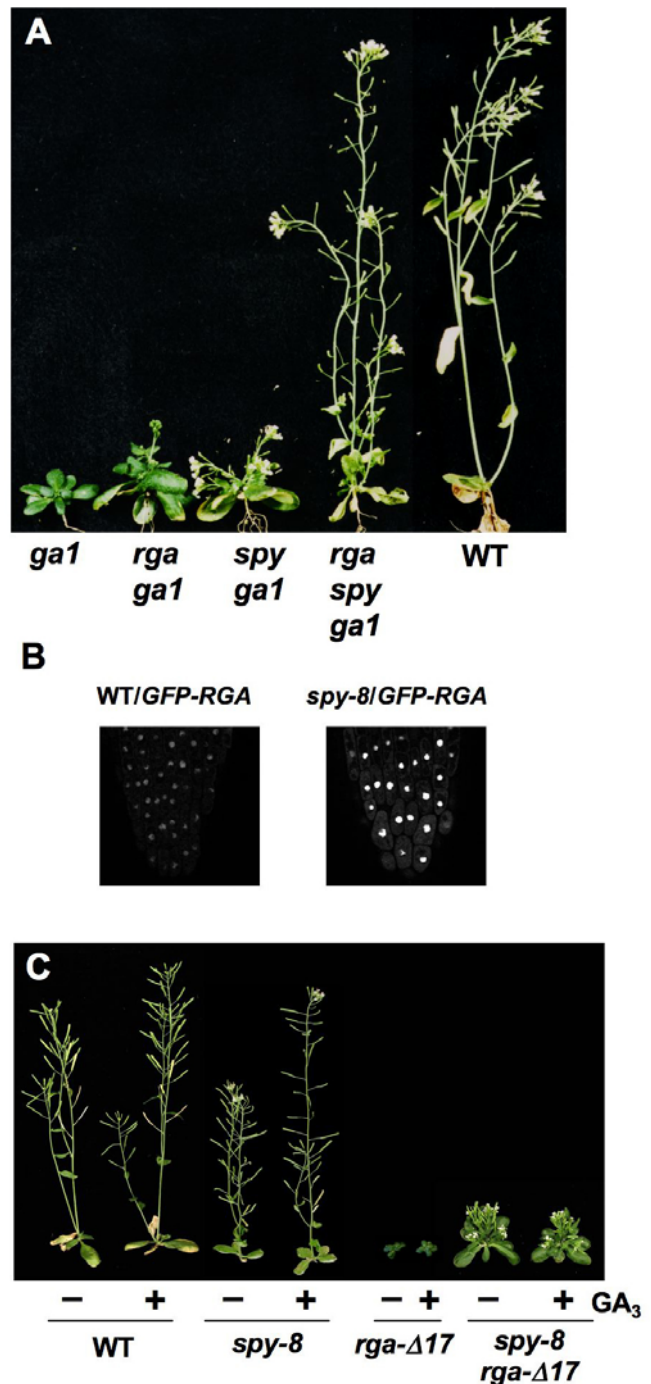 A
ga1 rga spy rga WT
ga1 ga1 spy
ga1
B
WT/GFP-RGA spy-8/GFP-RGA
C
− + − + − + − + GA3
WT spy-8 rga-Δ17 spy-8
rga-Δ17